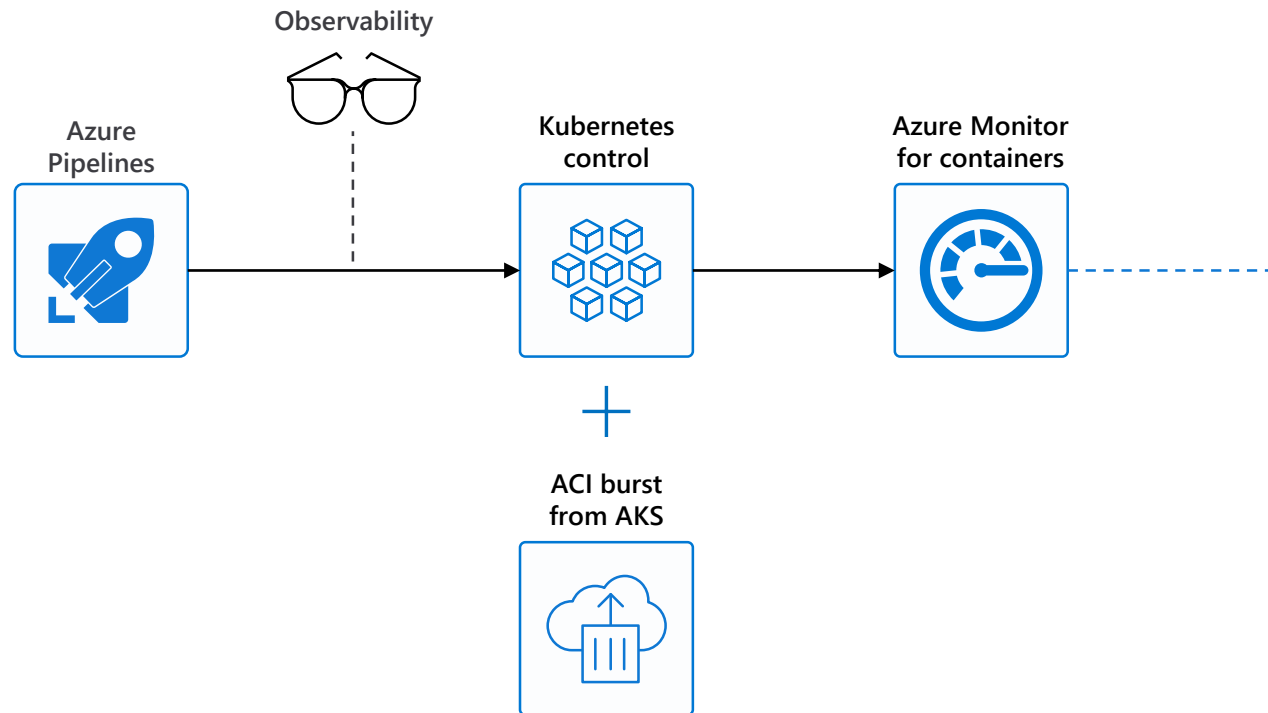 Observability
Azure
Pipelines
Kubernetes
control
Azure Monitor
for containers
ACI burst
from AKS